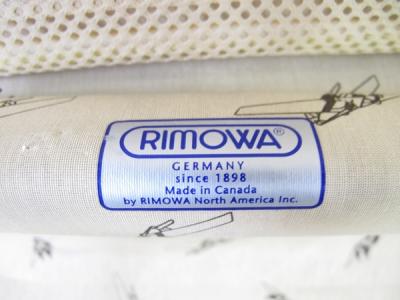 RIMOWA®
GERMANY
since 1898
Made in Canada
by RIMOWA North America Inc.